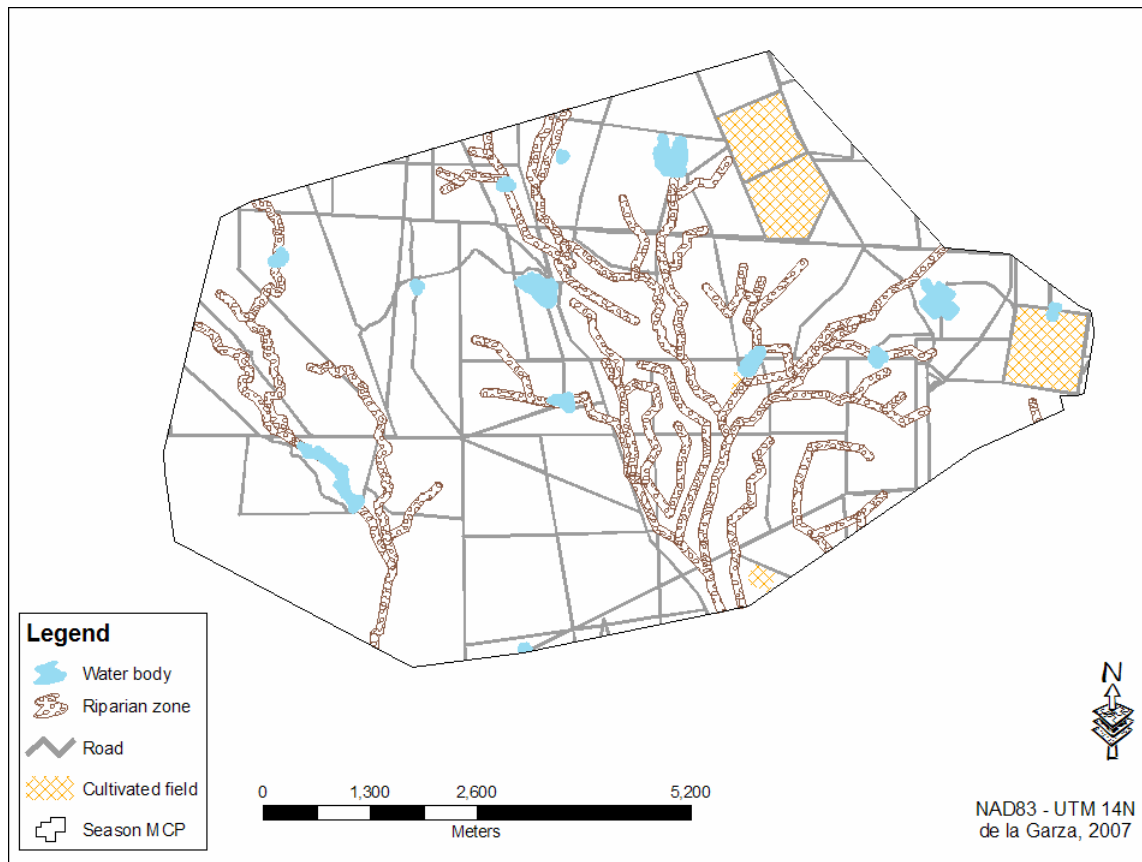 Legend
Water body
Riparian zone
Road
Cultivated field
Season MCP
0 1,300 2,600 5,200
Meters
N
NAD83 - UTM 14N
de la Garza, 2007